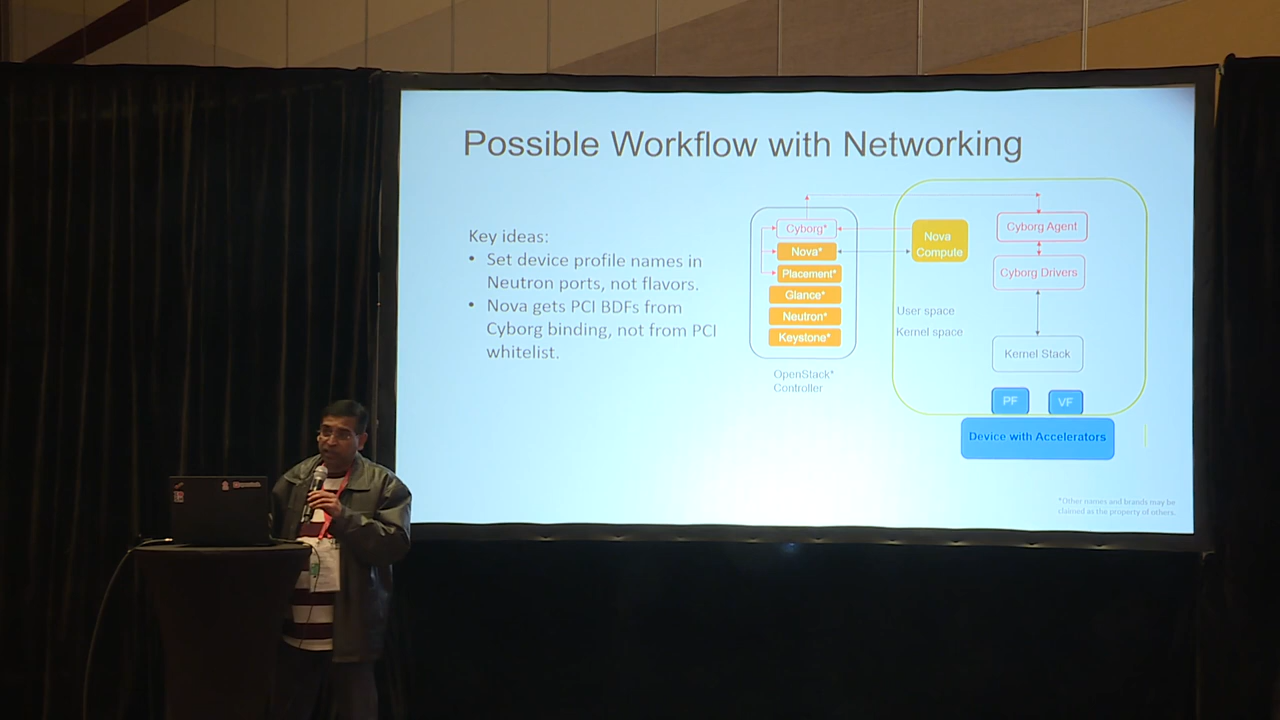 Possible Workflow with Networking
Key ideas:
• Set device profile names in
Neutron ports, not flavors.
• Nova gets PCI BDFs from
Cyborg binding, not from PCI
whitelist.
Cyborg*
Nova*
Placement*
Glance*
Neutron*
Keystone*
OpenStack*
Controller
Nova
Compute
Cyborg Agent
Cyborg Drivers
User space
Kernel space
Kernel Stack
PF
VF
Device with Accelerators
*Other names and brands may be
claimed as the property of others.